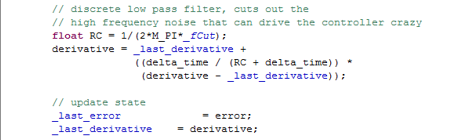 // discrete low pass filter, cuts out the
// high frequency noise that can drive the controller crazy
float RC = 1/(2*M_PI*_fCut);
derivative = _last_derivative +
((delta_time / (RC + delta_time)) *
(derivative - _last_derivative));
// update state
_last_error = error;
_last_derivative = derivative;